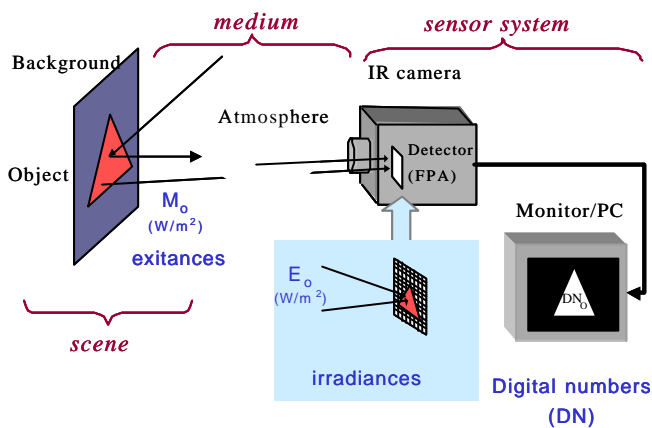 medium
sensor system
Background
IR camera
Atmosphere
Detector
(FPA)
Object
Mo
(W/m²)
exitances
Monitor/PC
Eo
(W/m²)
DNO
scene
irradiances
Digital numbers
(DN)